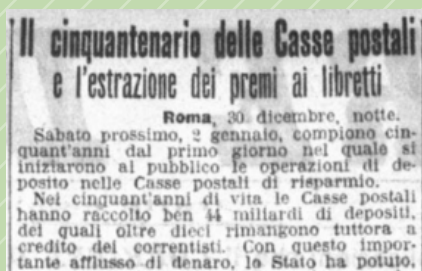 Il cinquantenario delle Casse postali
e l'estrazione dei premi ai libretti
Roma, 30 dicembre, notte.
Sabato prossimo, 2 gennaio, compiono cin-
quant'anni dal primo giorno nel quale si
iniziarono al pubblico le operazioni di de-
posito nelle Casse postali di risparmio.
Nei cinquant'anni di vita le Casse postali
hanno raccolto ben 44 miliardi di depositi,
dei quali oltre dieci rimangono tuttora a
credito dei correntisti. Con questo impor-
tante afflusso di denaro, lo Stato ha potuto,